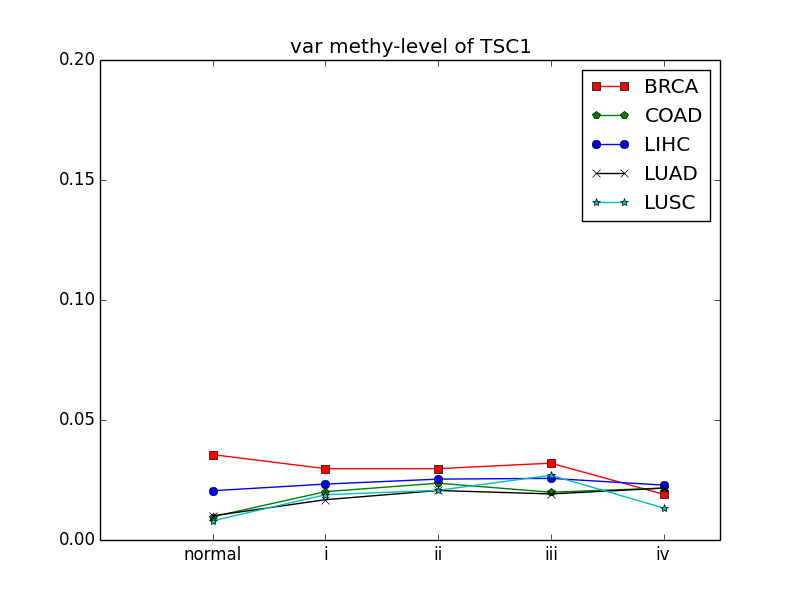 var methy-level of TSC1
0.20
0.15
0.10
0.05
0.00
normal i ii iii iv
BRCA
COAD
LIHC
LUAD
LUSC